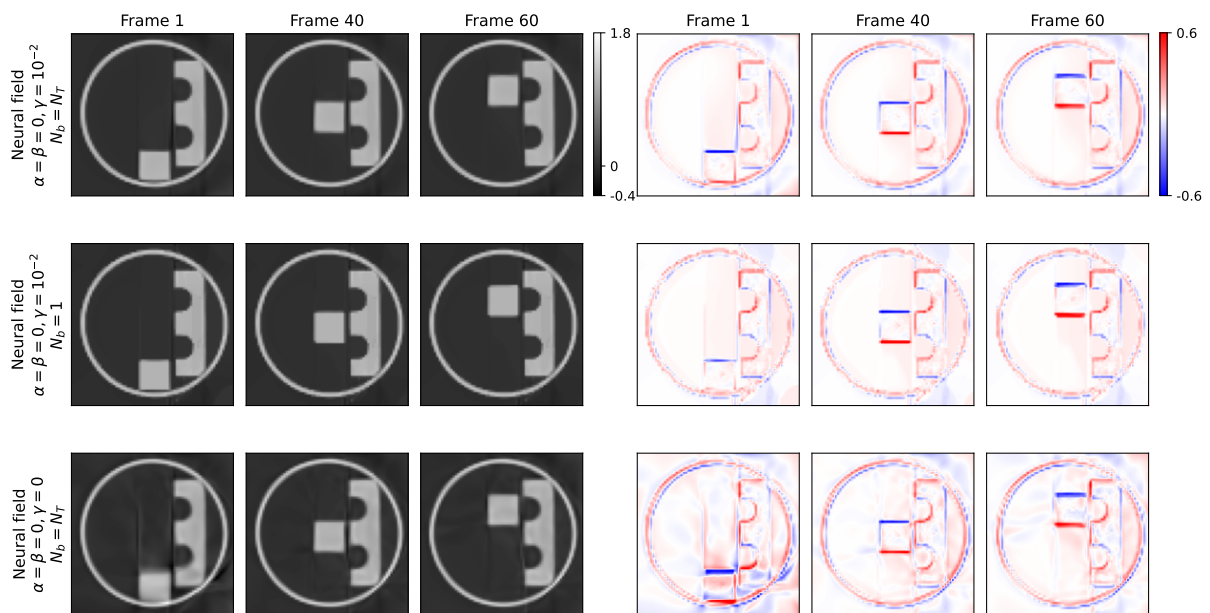 Frame 1 Frame 40 Frame 60 Frame 1 Frame 40 Frame 60
Neural field
α = β = 0, γ = 10⁻²
N_b = N_T
1.8
0
-0.4
0.6
-0.6
Neural field
α = β = 0, γ = 10⁻²
N_b = 1
Neural field
α = β = 0, γ = 0
N_b = N_T